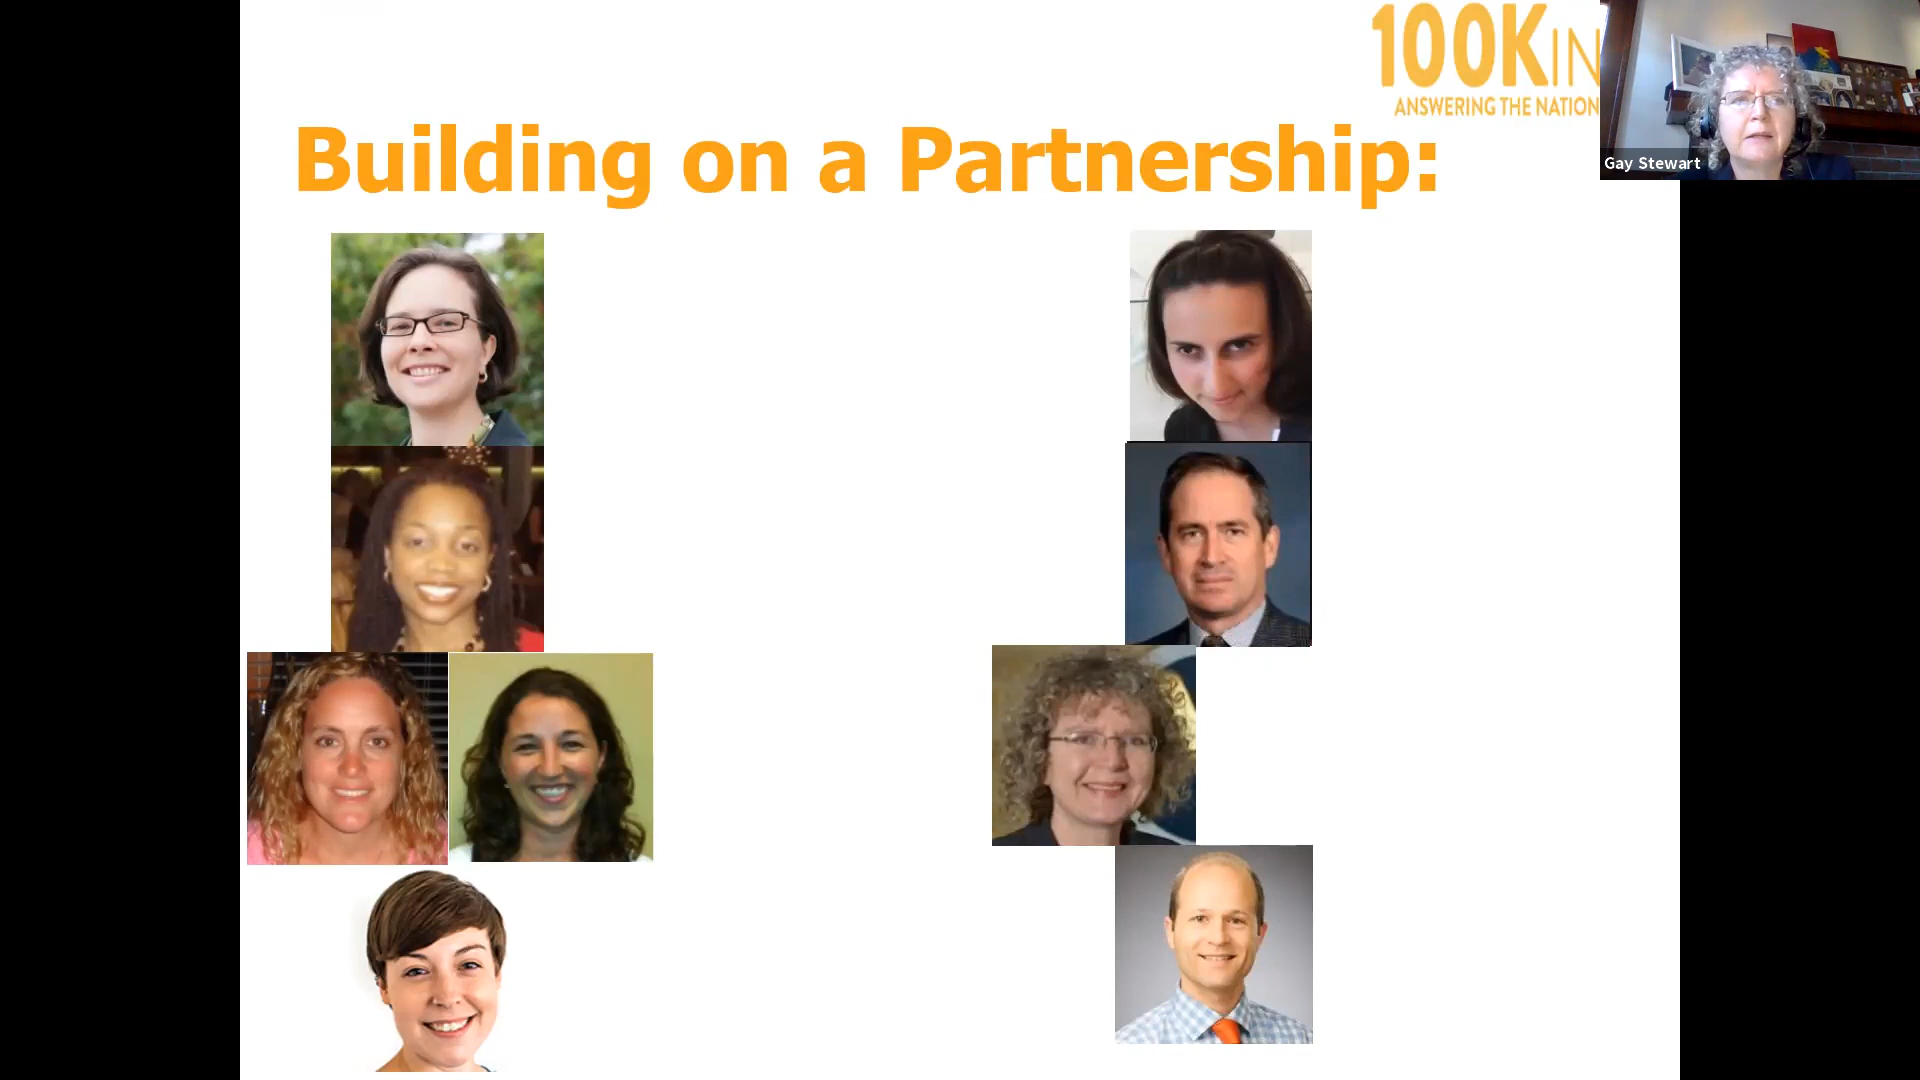 100KIN
ANSWERING THE NATION
Building on a Partnership:
Gay Stewart